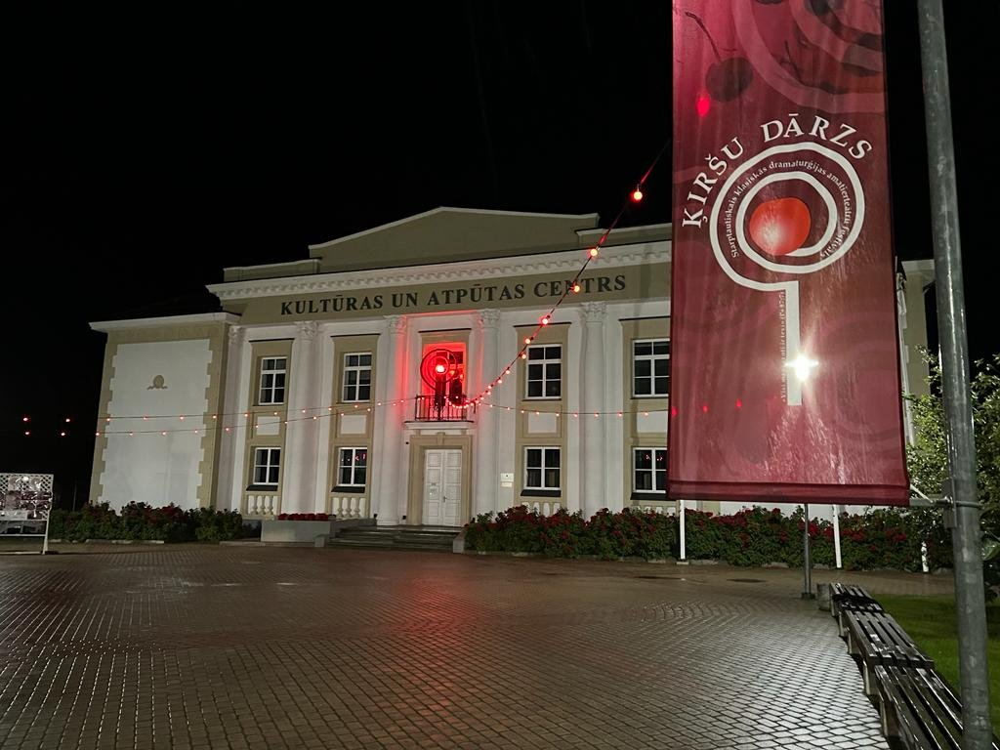 ĶIRŠU DĀRZS
Starptautiskais klasiskās dramaturģijas amatierteātru festivāls
KULTŪRAS UN ATPŪTAS CENTRS